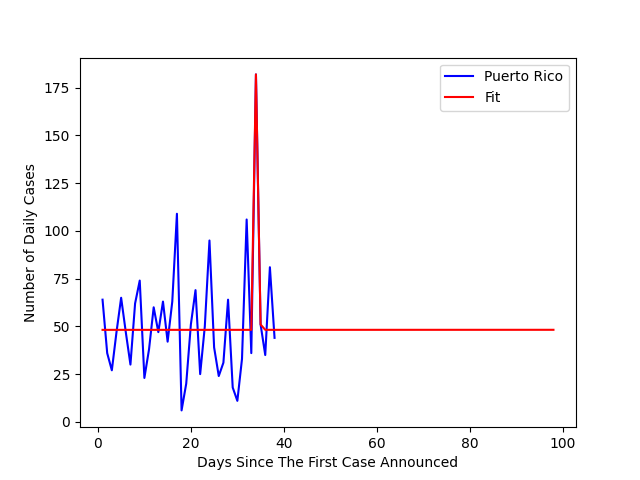 Puerto Rico
Fit
175
150
125
100
75
50
25
0
Number of Daily Cases
0 20 40 60 80 100
Days Since The First Case Announced